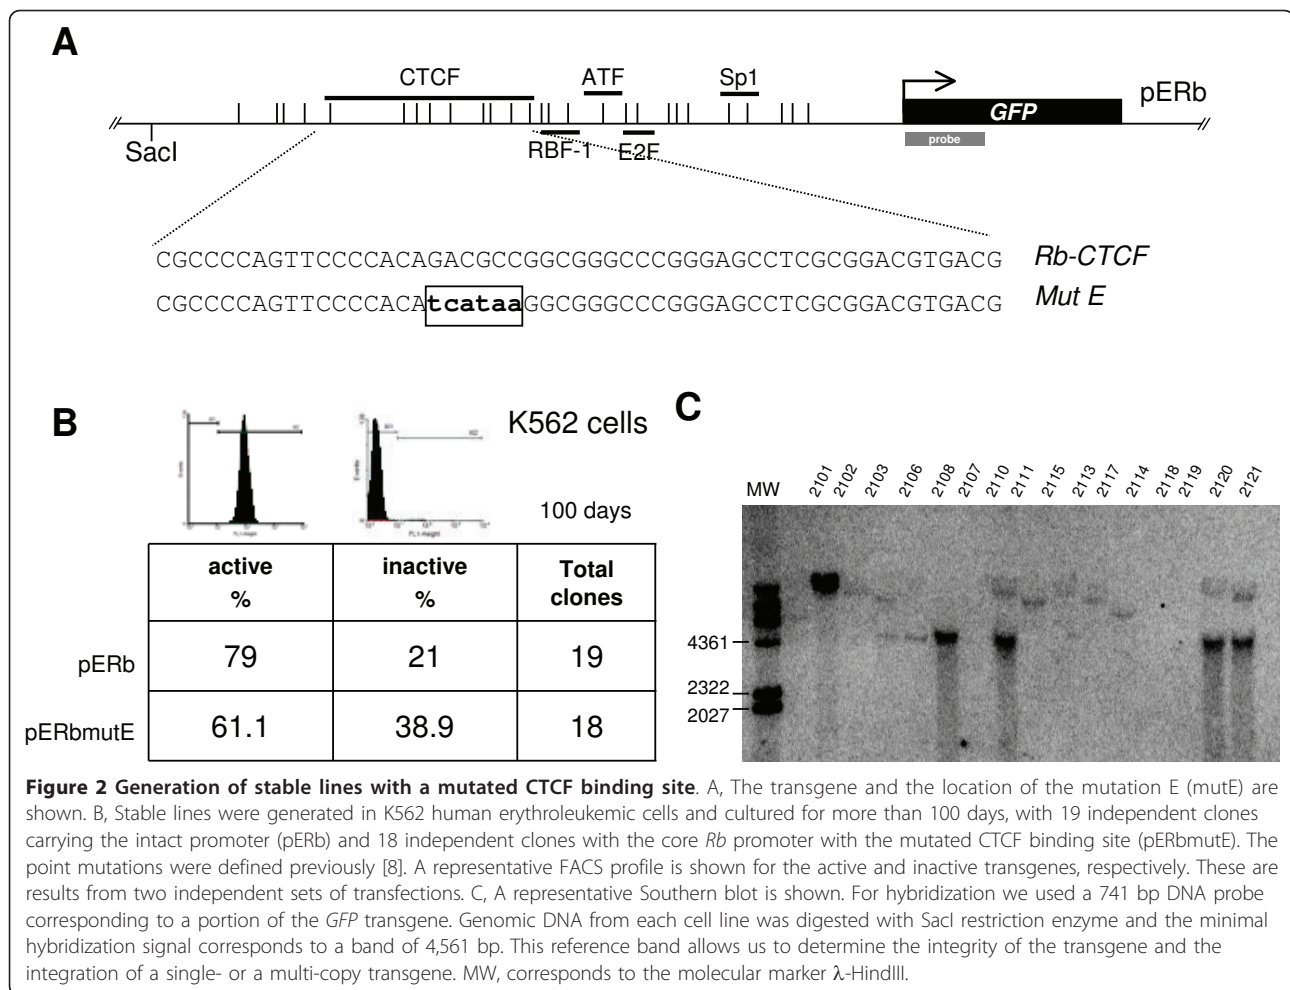 A
CTCF
ATF
Sp1
pERb
GFP
SacI
RBF-1
E2F
probe
CGCCCCAGTTCCCCACAGACGCCGGCGGGCCCGGGAGCCTCGCGGACGTGACG Rb-CTCF
CGCCCCAGTTCCCCACAtcataaGGCGGGCCCGGGAGCCTCGCGGACGTGACG Mut E
B
K562 cells
100 days
active
%
inactive
%
Total
clones
pERb 79 21 19
pERbmutE 61.1 38.9 18
C
MW 2101 2102 2103 2106 2108 2107 2110 2111 2115 2113 2117 2114 2118 2119 2120 2121
4361
2322
2027
Figure 2 Generation of stable lines with a mutated CTCF binding site. A, The transgene and the location of the mutation E (mutE) are
shown. B, Stable lines were generated in K562 human erythroleukemic cells and cultured for more than 100 days, with 19 independent clones
carrying the intact promoter (pERb) and 18 independent clones with the core Rb promoter with the mutated CTCF binding site (pERbmutE). The
point mutations were defined previously [8]. A representative FACS profile is shown for the active and inactive transgenes, respectively. These are
results from two independent sets of transfections. C, A representative Southern blot is shown. For hybridization we used a 741 bp DNA probe
corresponding to a portion of the GFP transgene. Genomic DNA from each cell line was digested with SacI restriction enzyme and the minimal
hybridization signal corresponds to a band of 4,561 bp. This reference band allows us to determine the integrity of the transgene and the
integration of a single- or a multi-copy transgene. MW, corresponds to the molecular marker λ-HindIII.